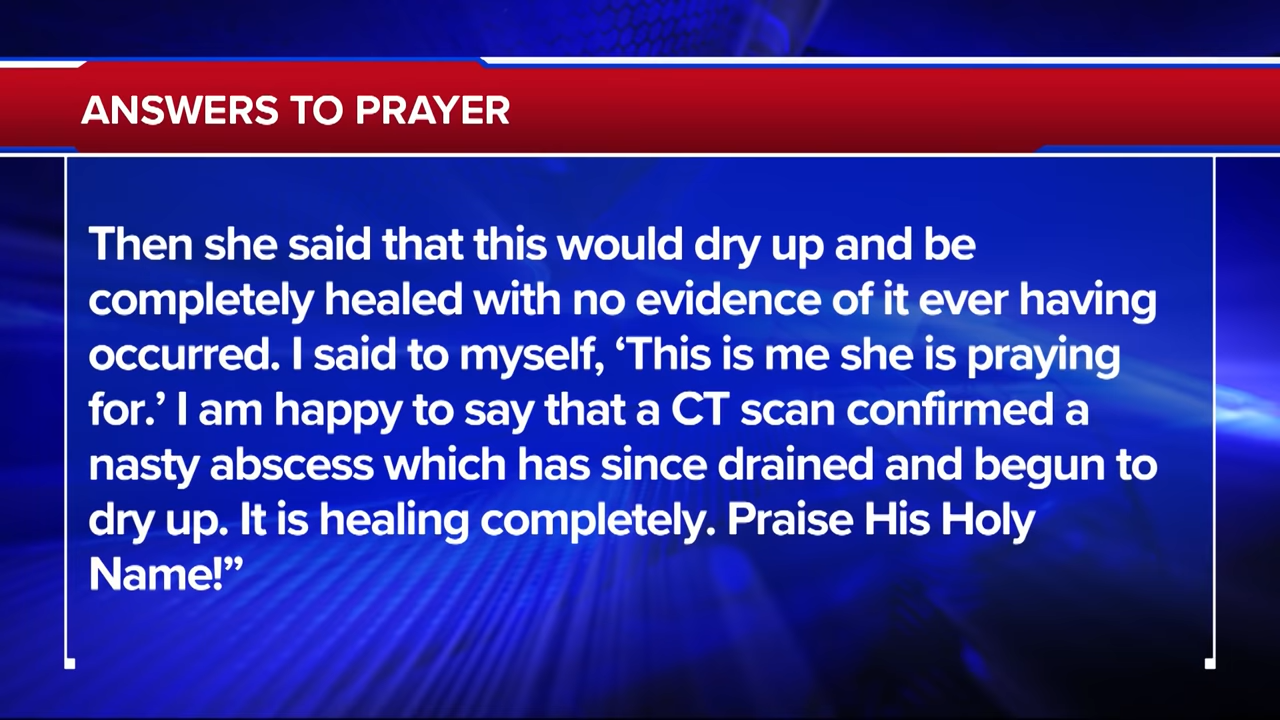 ANSWERS TO PRAYER
Then she said that this would dry up and be
completely healed with no evidence of it ever having
occurred. I said to myself, ‘This is me she is praying
for.’ I am happy to say that a CT scan confirmed a
nasty abscess which has since drained and begun to
dry up. It is healing completely. Praise His Holy
Name!”